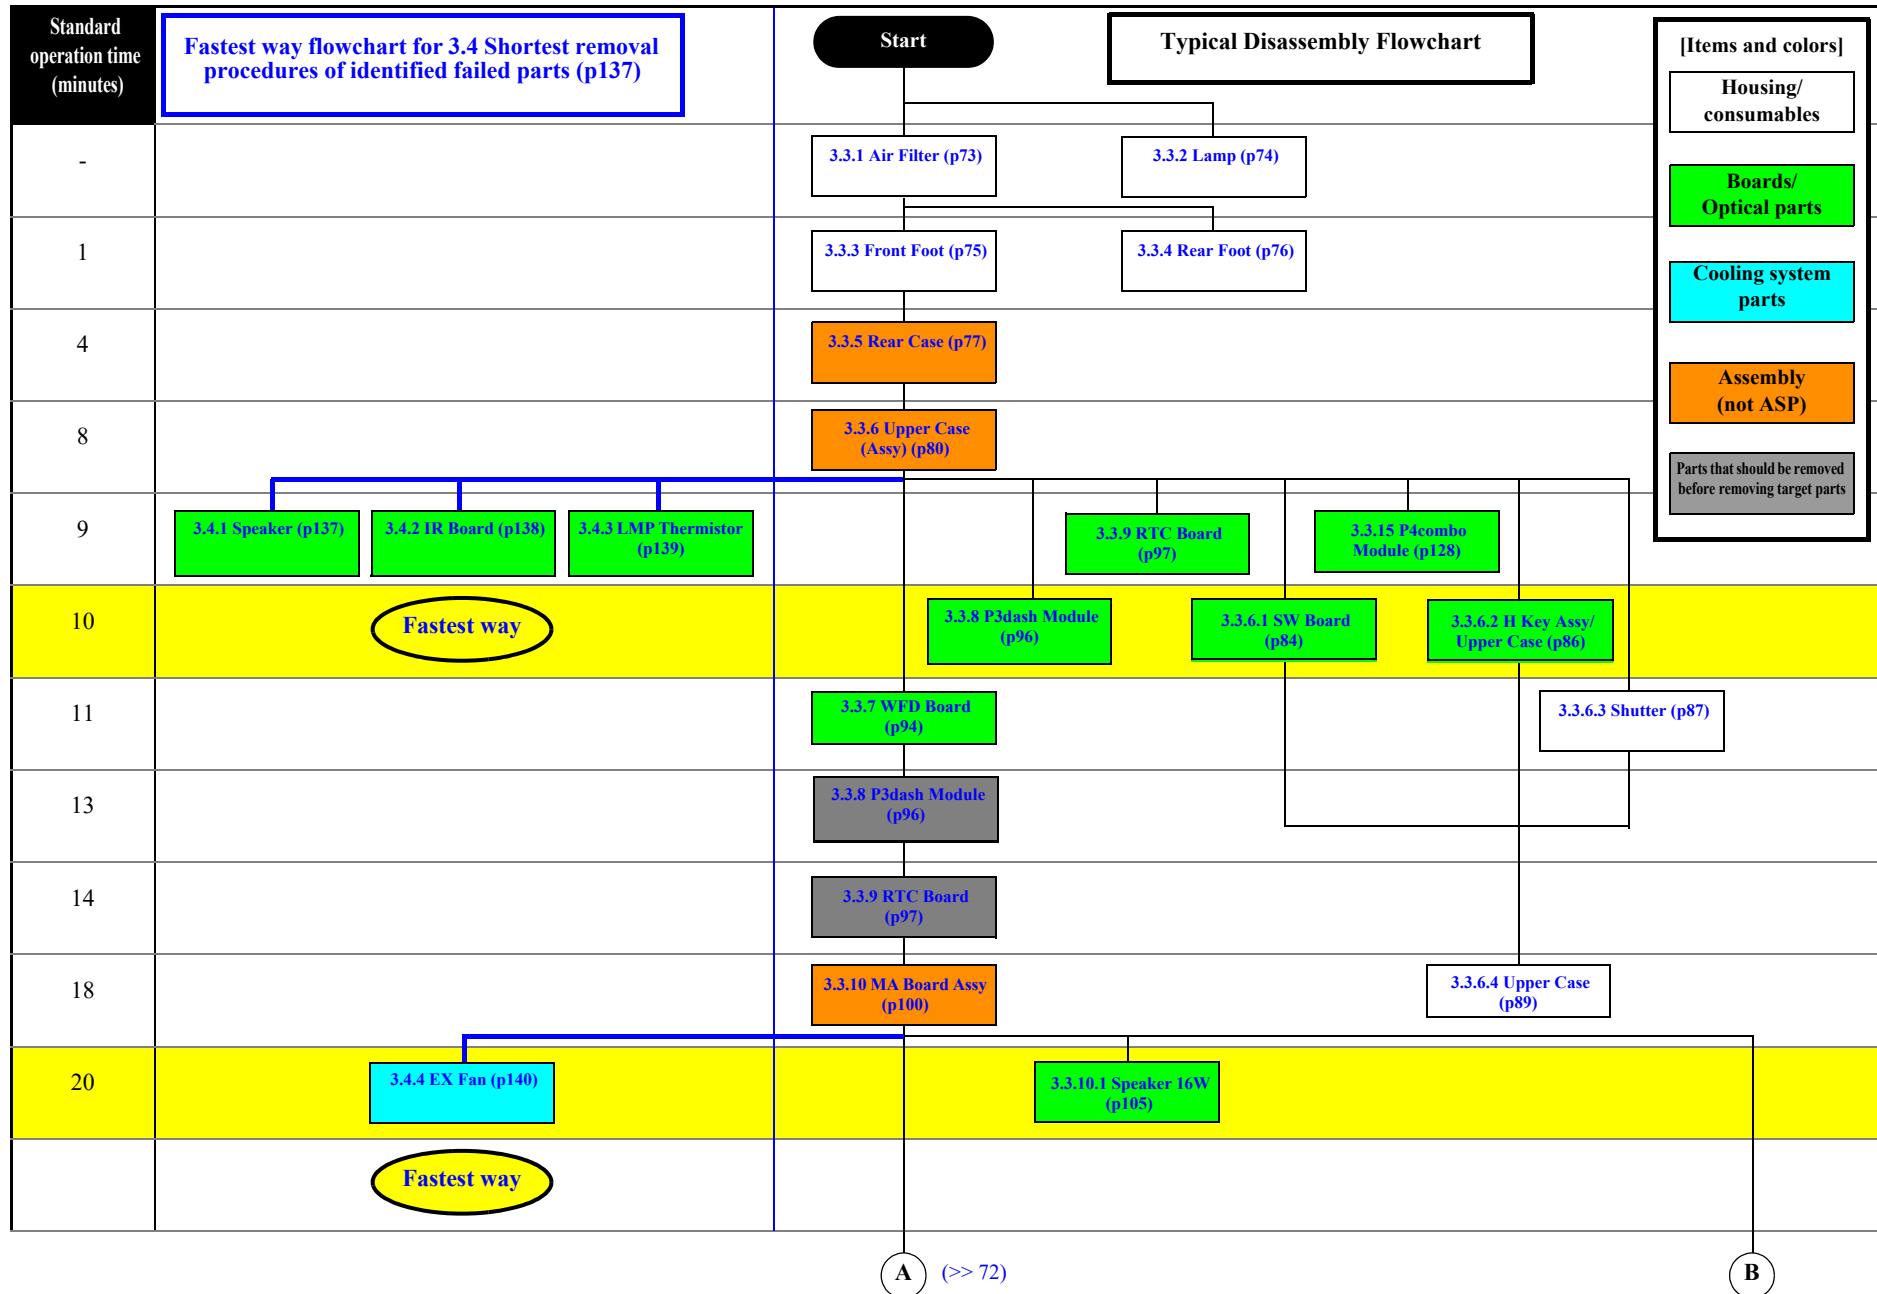 Standard
operation time
(minutes)
Fastest way flowchart for 3.4 Shortest removal
procedures of identified failed parts (p137)
Start
Typical Disassembly Flowchart
[Items and colors]
Housing/
consumables
Boards/
Optical parts
Cooling system
parts
Assembly
(not ASP)
Parts that should be removed
before removing target parts
-
3.3.1 Air Filter (p73)
3.3.2 Lamp (p74)
1
3.3.3 Front Foot (p75)
3.3.4 Rear Foot (p76)
4
3.3.5 Rear Case (p77)
8
3.3.6 Upper Case
(Assy) (p80)
9
3.4.1 Speaker (p137)
3.4.2 IR Board (p138)
3.4.3 LMP Thermistor
(p139)
3.3.9 RTC Board
(p97)
3.3.15 P4combo
Module (p128)
10
Fastest way
3.3.8 P3dash Module
(p96)
3.3.6.1 SW Board
(p84)
3.3.6.2 H Key Assy/
Upper Case (p86)
11
3.3.7 WFD Board
(p94)
3.3.6.3 Shutter (p87)
13
3.3.8 P3dash Module
(p96)
14
3.3.9 RTC Board
(p97)
18
3.3.10 MA Board Assy
(p100)
3.3.6.4 Upper Case
(p89)
20
3.4.4 EX Fan (p140)
3.3.10.1 Speaker 16W
(p105)
Fastest way
A
(>> 72)
B